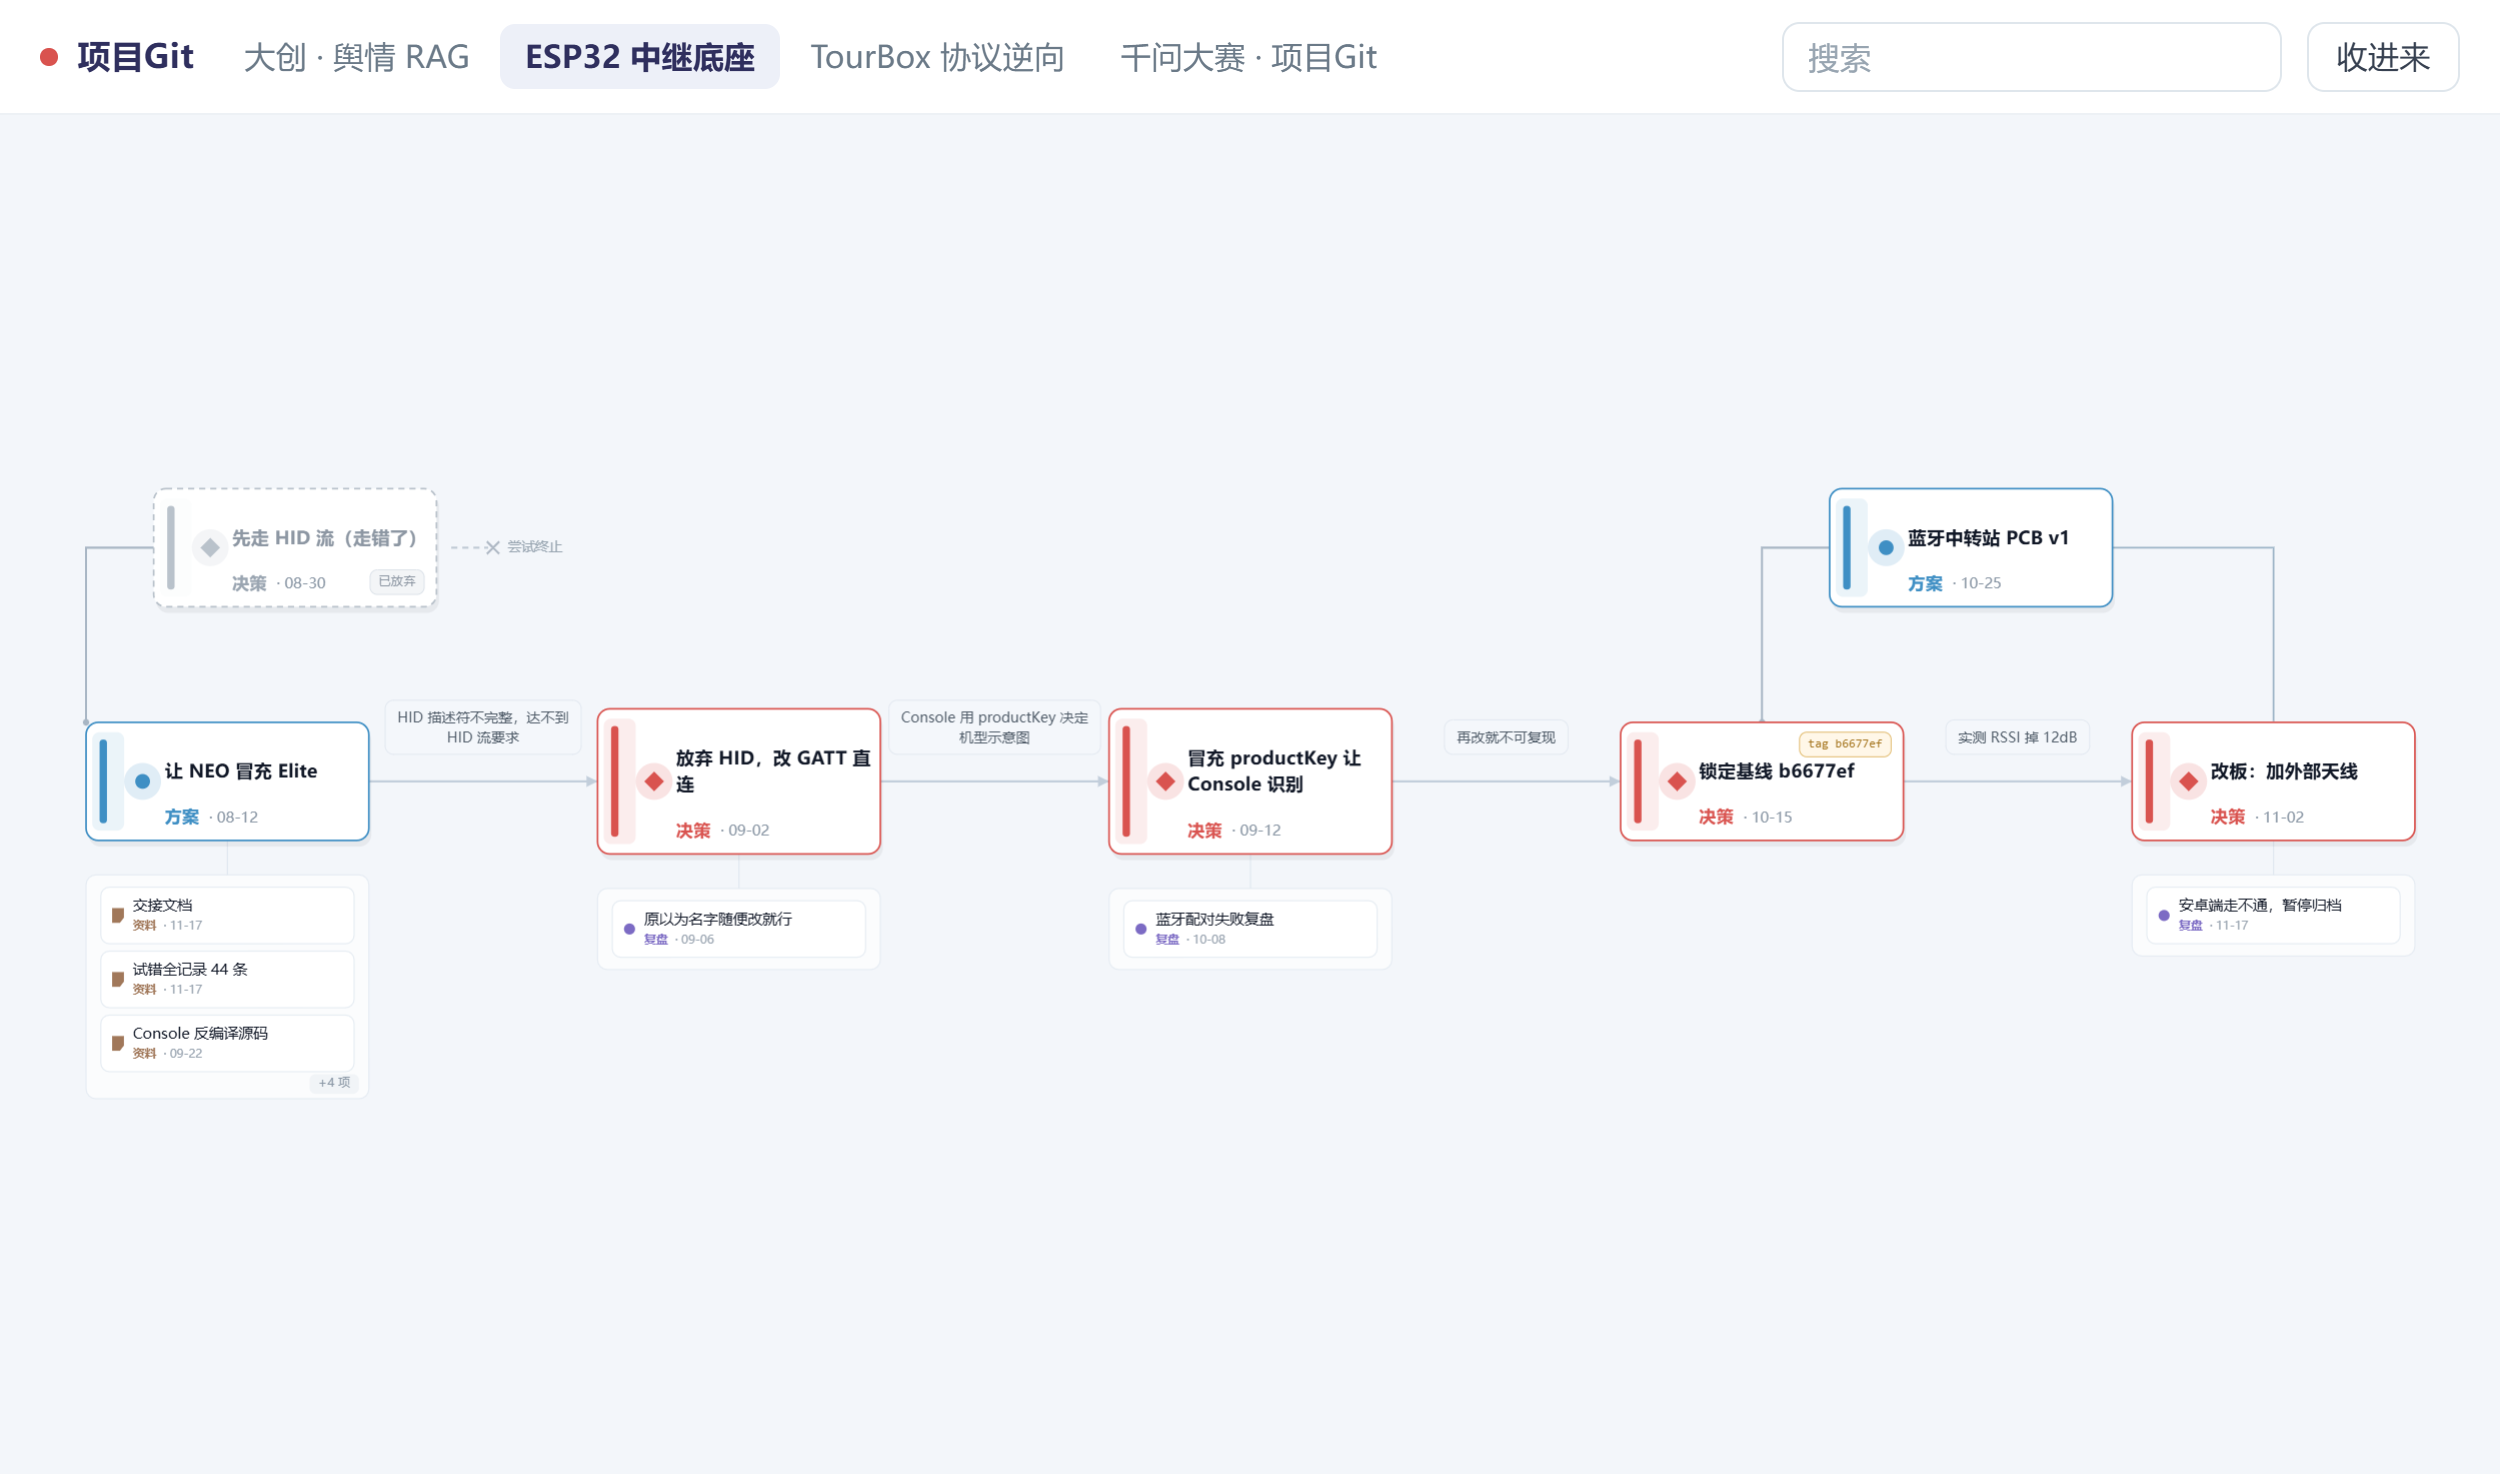 项目Git
大创 · 舆情 RAG
ESP32 中继底座
TourBox 协议逆向
千问大赛 · 项目Git
搜索
收进来
先走 HID 流（走错了）
决策 · 08-30
已放弃
尝试终止
蓝牙中转站 PCB v1
方案 · 10-25
让 NEO 冒充 Elite
方案 · 08-12
HID 描述符不完整，达不到
HID 流要求
放弃 HID，改 GATT 直
连
决策 · 09-02
Console 用 productKey 决定
机型示意图
冒充 productKey 让
Console 识别
决策 · 09-12
再改就不可复现
tag b6677ef
锁定基线 b6677ef
决策 · 10-15
实测 RSSI 掉 12dB
改板：加外部天线
决策 · 11-02
交接文档
资料 · 11-17
试错全记录 44 条
资料 · 11-17
Console 反编译源码
资料 · 09-22
+4 项
原以为名字随便改就行
复盘 · 09-06
蓝牙配对失败复盘
复盘 · 10-08
安卓端走不通，暂停归档
复盘 · 11-17